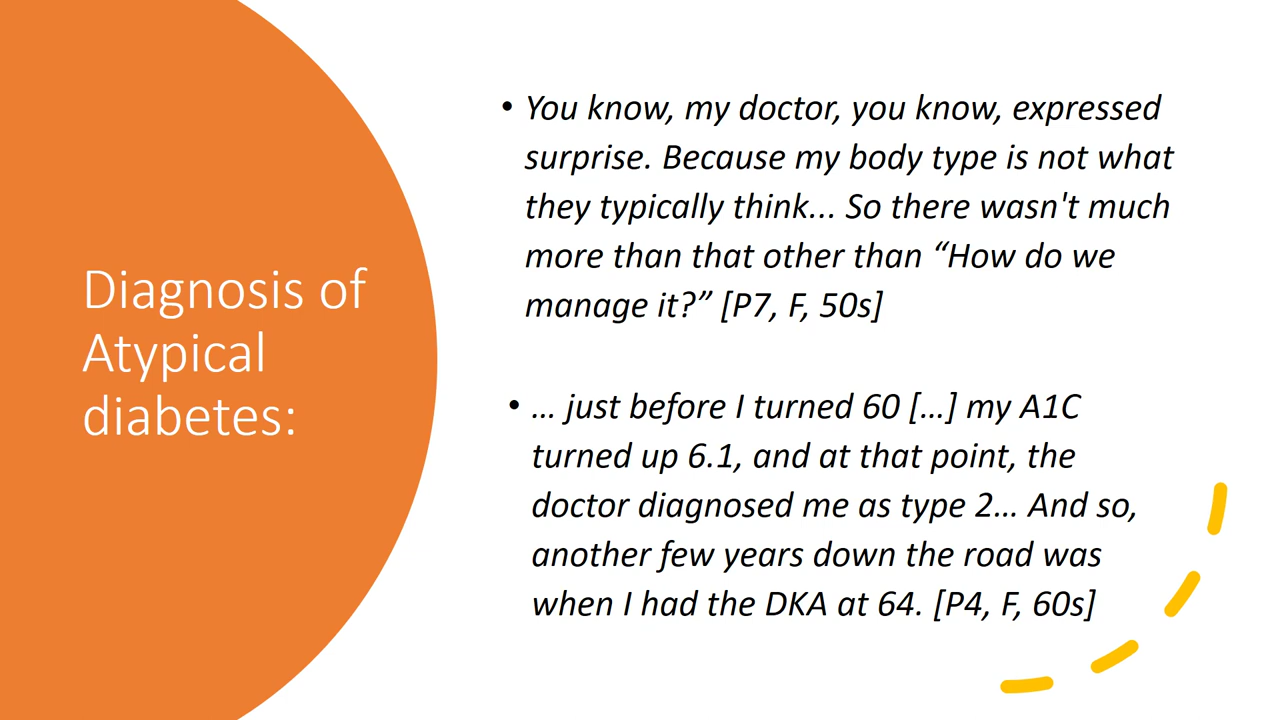 Diagnosis of
Atypical
diabetes:
• You know, my doctor, you know, expressed
surprise. Because my body type is not what
they typically think... So there wasn't much
more than that other than “How do we
manage it?” [P7, F, 50s]
• … just before I turned 60 […] my A1C
turned up 6.1, and at that point, the
doctor diagnosed me as type 2… And so,
another few years down the road was
when I had the DKA at 64. [P4, F, 60s]